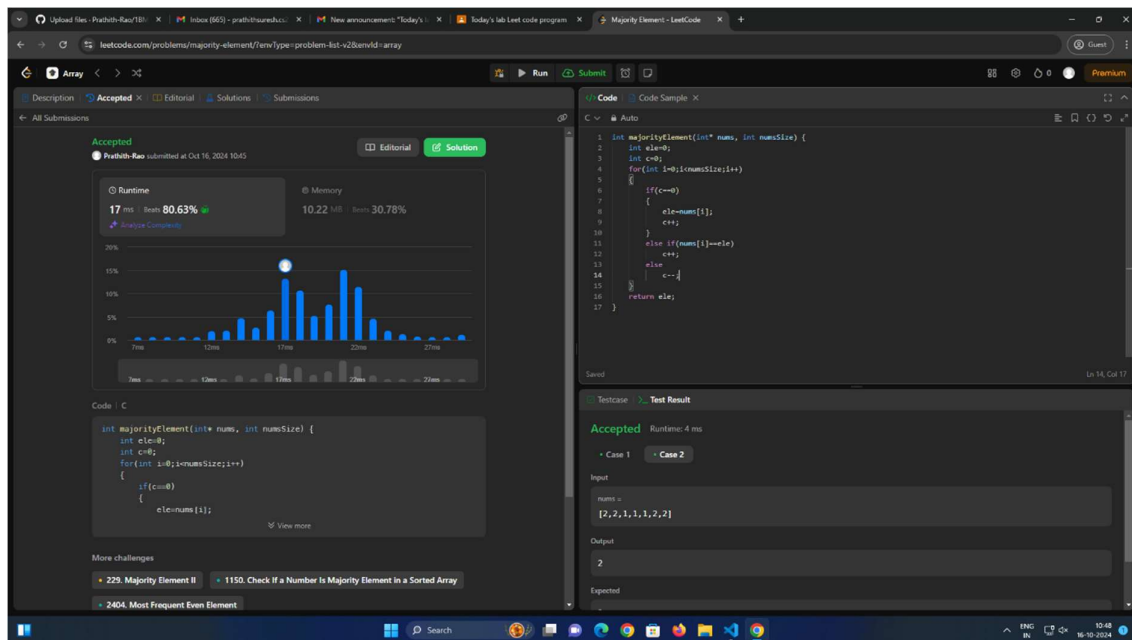 Upload files · Prathith-Rao/1BM
Inbox (665) - prathithsuresh.cs
New announcement: "Today's l
Today's lab Leet code program
Majority Element - LeetCode
leetcode.com/problems/majority-element/?envType=problem-list-v2&envId=array
Guest
Array
Run
Submit
0
Premium
Description
Accepted
Editorial
Solutions
Submissions
All Submissions
Accepted
Prathith-Rao submitted at Oct 16, 2024 10:45
Editorial
Solution
Runtime
17 ms | Beats 80.63%
Analyze Complexity
Memory
10.22 MB | Beats 30.78%
20%
15%
10%
5%
0%
7ms 12ms 17ms 22ms 27ms
7ms 12ms 17ms 22ms 27ms
Code | C
int majorityElement(int* nums, int numsSize) {
int ele=0;
int c=0;
for(int i=0;i<numsSize;i++)
{
if(c==0)
{
ele=nums[i];
View more
More challenges
229. Majority Element II
1150. Check If a Number Is Majority Element in a Sorted Array
2404. Most Frequent Even Element
Code
Code Sample
C
Auto
1 int majorityElement(int* nums, int numsSize) {
2 int ele=0;
3 int c=0;
4 for(int i=0;i<numsSize;i++)
5 {
6 if(c==0)
7 {
8 ele=nums[i];
9 c++;
10 }
11 else if(nums[i]==ele)
12 c++;
13 else
14 c--;
15 }
16 return ele;
17 }
Saved
Ln 14, Col 17
Testcase
Test Result
Accepted Runtime: 4 ms
Case 1
Case 2
Input
nums =
[2,2,1,1,1,2,2]
Output
2
Expected
Search
ENG
IN
10:48
16-10-2024